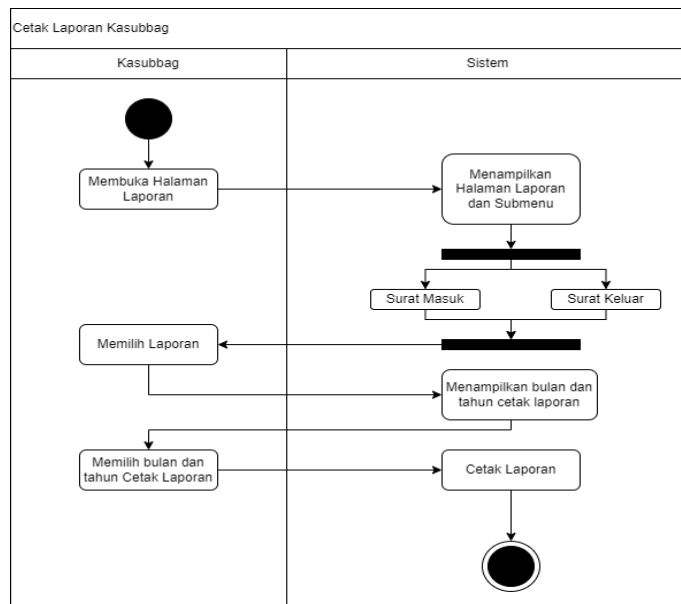 Cetak Laporan Kasubbag
Kasubbag
Sistem
Membuka Halaman
Laporan
Menampilkan
Halaman Laporan
dan Submenu
Surat Masuk
Surat Keluar
Memilih Laporan
Menampilkan bulan dan
tahun cetak laporan
Memilih bulan dan
tahun Cetak Laporan
Cetak Laporan